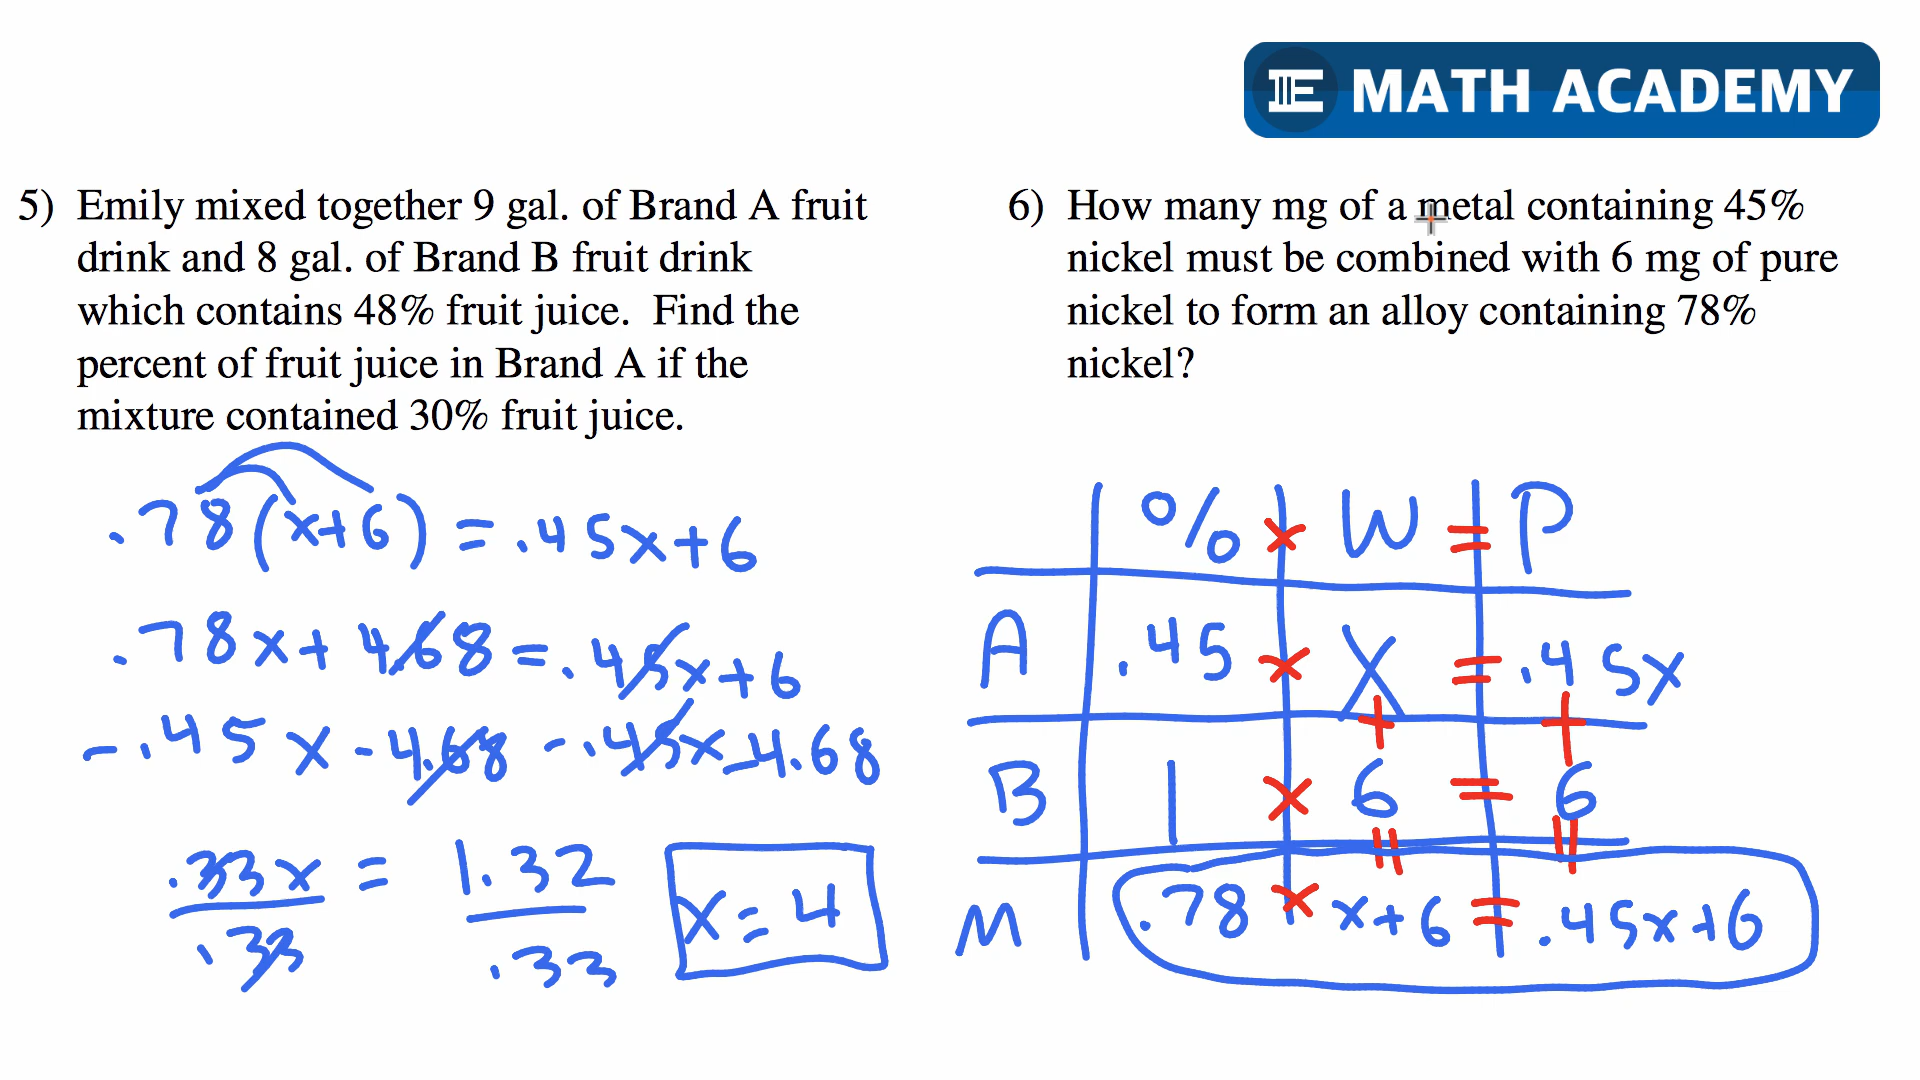 IE MATH ACADEMY
5) Emily mixed together 9 gal. of Brand A fruit
drink and 8 gal. of Brand B fruit drink
which contains 48% fruit juice.  Find the
percent of fruit juice in Brand A if the
mixture contained 30% fruit juice.
6) How many mg of a metal containing 45%
nickel must be combined with 6 mg of pure
nickel to form an alloy containing 78%
nickel?
.78(x+6) = .45x+6
.78x+4.68=.45x+6
-.45x-4.68 -.45x-4.68
.33x = 1.32
.33 .33
x=4
% × W = P
A .45 × X = .45x
+ +
B 1 × 6 = 6
|| ||
M .78 × x+6 = .45x+6